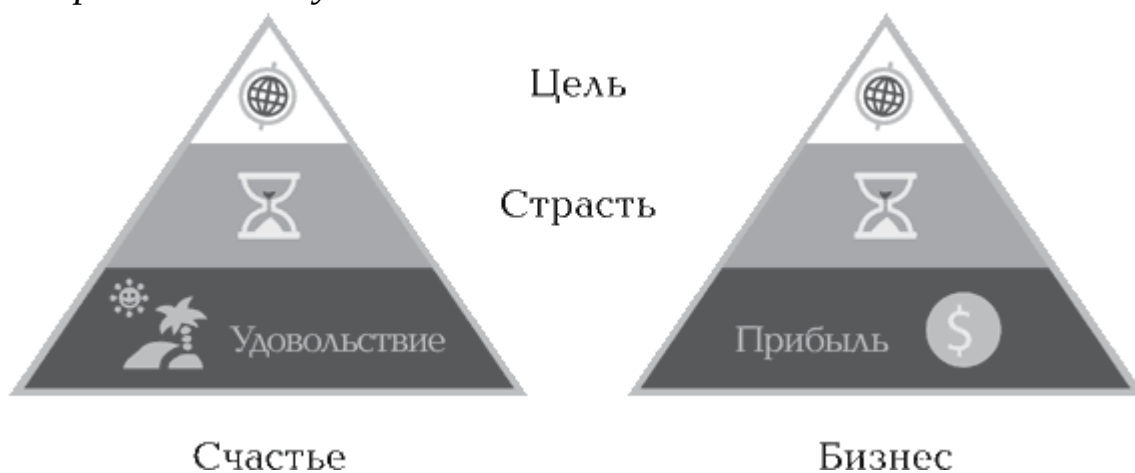 Цель
Страсть
Удовольствие
Прибыль
$
Счастье
Бизнес